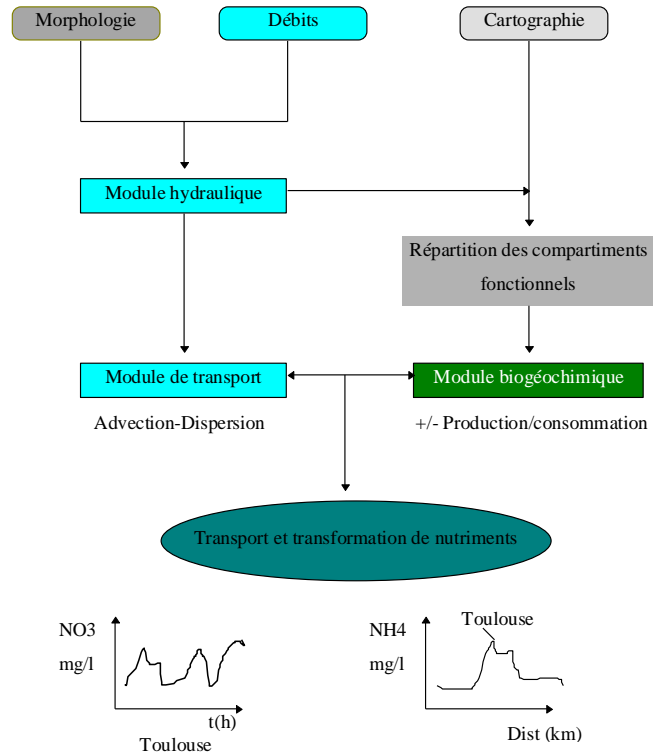 Morphologie
Débits
Cartographie
Module hydraulique
Répartition des compartiments
fonctionnels
Module de transport
Module biogéochimique
Advection-Dispersion
+/- Production/consommation
Transport et transformation de nutriments
NO3
mg/l
t(h)
Toulouse
NH4
mg/l
Toulouse
Dist (km)